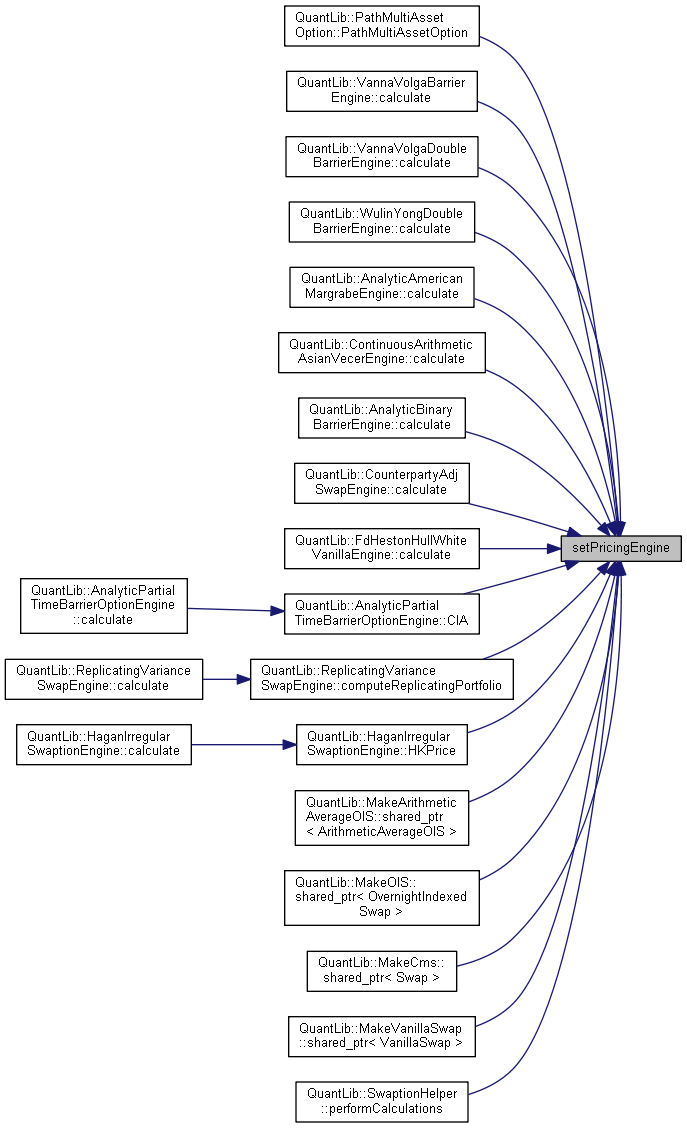 QuantLib::PathMultiAsset
Option::PathMultiAssetOption
QuantLib::VannaVolgaBarrier
Engine::calculate
QuantLib::VannaVolgaDouble
BarrierEngine::calculate
QuantLib::WulinYongDouble
BarrierEngine::calculate
QuantLib::AnalyticAmerican
MargrabeEngine::calculate
QuantLib::ContinuousArithmetic
AsianVecerEngine::calculate
QuantLib::AnalyticBinary
BarrierEngine::calculate
QuantLib::CounterpartyAdj
SwapEngine::calculate
QuantLib::FdHestonHullWhite
VanillaEngine::calculate
setPricingEngine
QuantLib::AnalyticPartial
TimeBarrierOptionEngine
::calculate
QuantLib::AnalyticPartial
TimeBarrierOptionEngine::CIA
QuantLib::ReplicatingVariance
SwapEngine::calculate
QuantLib::ReplicatingVariance
SwapEngine::computeReplicatingPortfolio
QuantLib::HaganIrregular
SwaptionEngine::calculate
QuantLib::HaganIrregular
SwaptionEngine::HKPrice
QuantLib::MakeArithmetic
AverageOIS::shared_ptr
< ArithmeticAverageOIS >
QuantLib::MakeOIS::
shared_ptr< OvernightIndexed
Swap >
QuantLib::MakeCms::
shared_ptr< Swap >
QuantLib::MakeVanillaSwap
::shared_ptr< VanillaSwap >
QuantLib::SwaptionHelper
::performCalculations